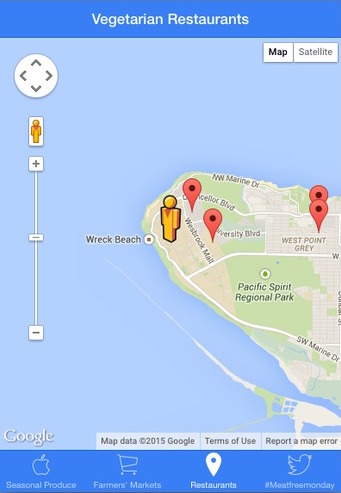 Vegetarian Restaurants
Map Satellite
NW Marine Dr
ncellor Blvd
Wesbrook Mall
versity Blvd
WEST POINT
GREY
Wreck Beach
Pacific Spirit
Regional Park
SW Marine Dr
Google
Map data ©2015 Google Terms of Use Report a map error
Seasonal Produce Farmers' Markets Restaurants #Meatfreemonday